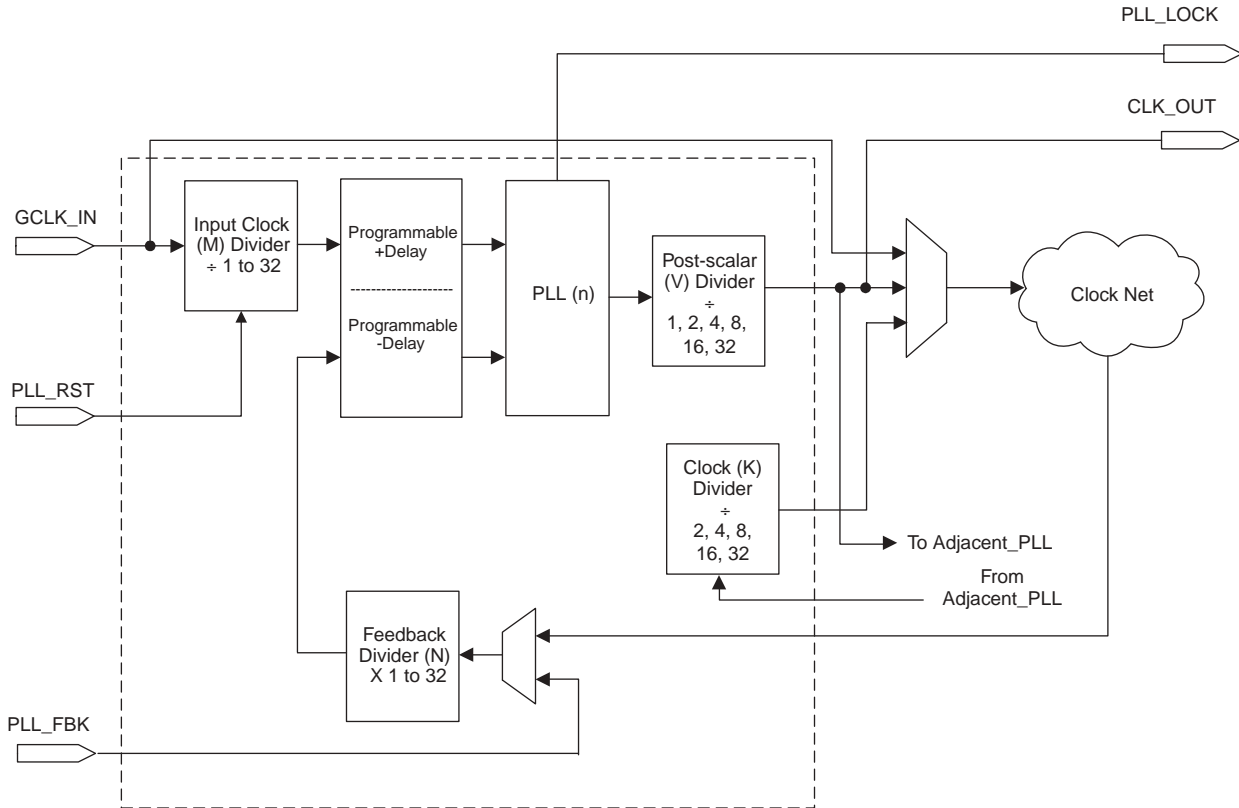 PLL_LOCK
CLK_OUT
GCLK_IN
Input Clock
(M) Divider
÷ 1 to 32
Programmable
+Delay
Programmable
-Delay
PLL (n)
Post-scalar
(V) Divider
÷
1, 2, 4, 8,
16, 32
Clock Net
PLL_RST
Clock (K)
Divider
÷
2, 4, 8,
16, 32
To Adjacent_PLL
From
Adjacent_PLL
Feedback
Divider (N)
X 1 to 32
PLL_FBK